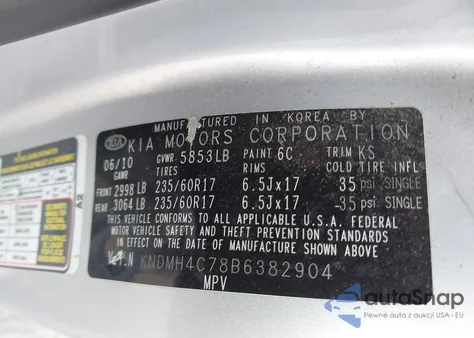 MANUFACTURED IN KOREA BY
KIA KIA MOTORS CORPORATION
06/10 GVWR 5853LB PAINT 6C TRIM KS
GAWR TIRES RIMS COLD TIRE INFL
FRONT 2998 LB 235/60R17 6.5Jx17 35 psi SINGLE
REAR 3064 LB 235/60R17 6.5Jx17 35 psi SINGLE
THIS VEHICLE CONFORMS TO ALL APPLICABLE U.S.A. FEDERAL
MOTOR VEHICLE SAFETY AND THEFT PREVENTION STANDARDS
IN EFFECT ON THE DATE OF MANUFACTURE SHOWN ABOVE
V.I.N KNDMH4C78B6382904
MPV
A2
autoSnap
Pewne auta z aukcji USA i EU